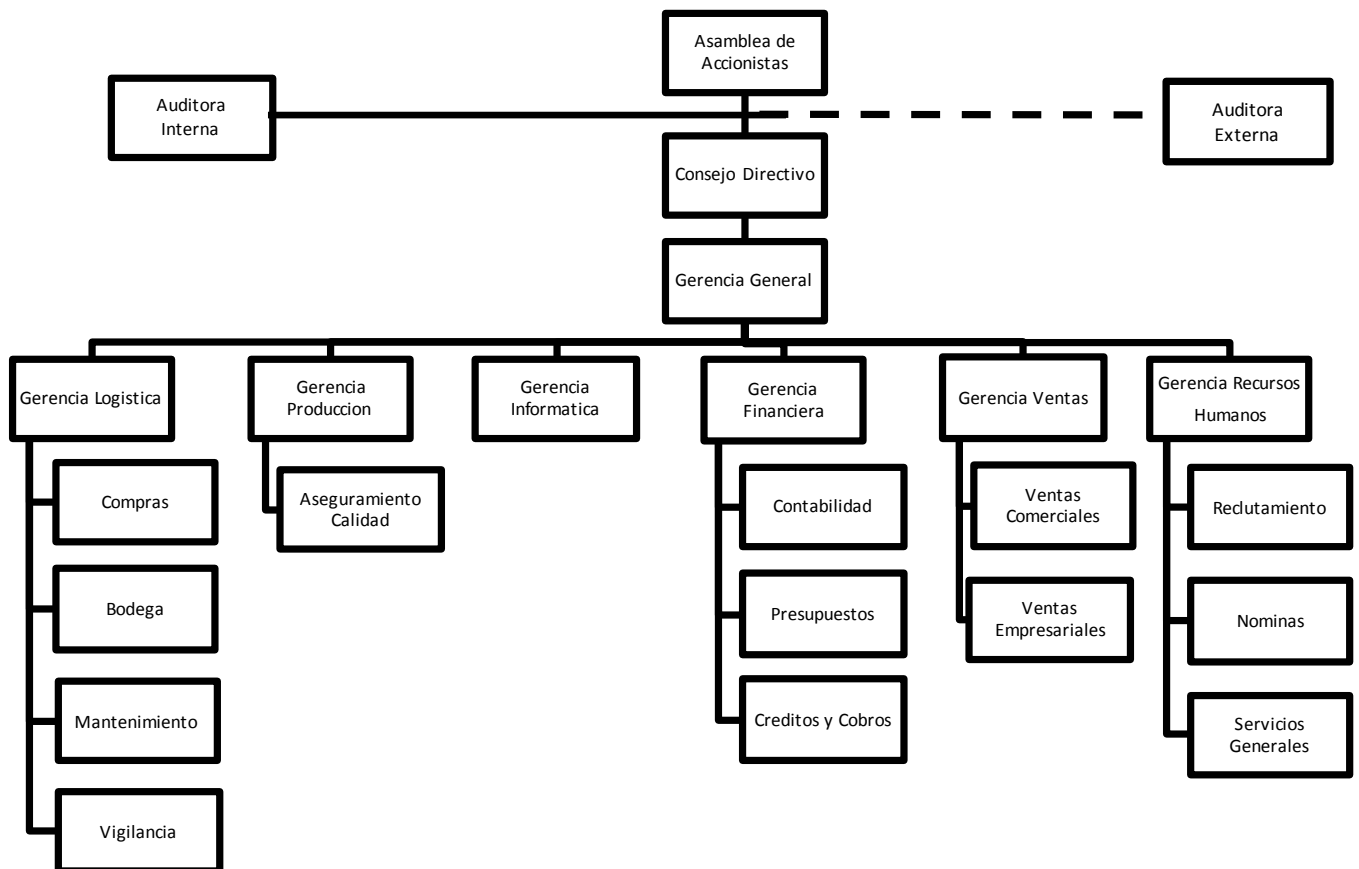 Asamblea de
Accionistas
Auditora
Interna
Auditora
Externa
Consejo Directivo
Gerencia General
Gerencia Logistica
Gerencia
Produccion
Gerencia
Informatica
Gerencia
Financiera
Gerencia Ventas
Gerencia Recursos
Humanos
Compras
Aseguramiento
Calidad
Contabilidad
Ventas
Comerciales
Reclutamiento
Bodega
Presupuestos
Ventas
Empresariales
Nominas
Mantenimiento
Creditos y Cobros
Servicios
Generales
Vigilancia